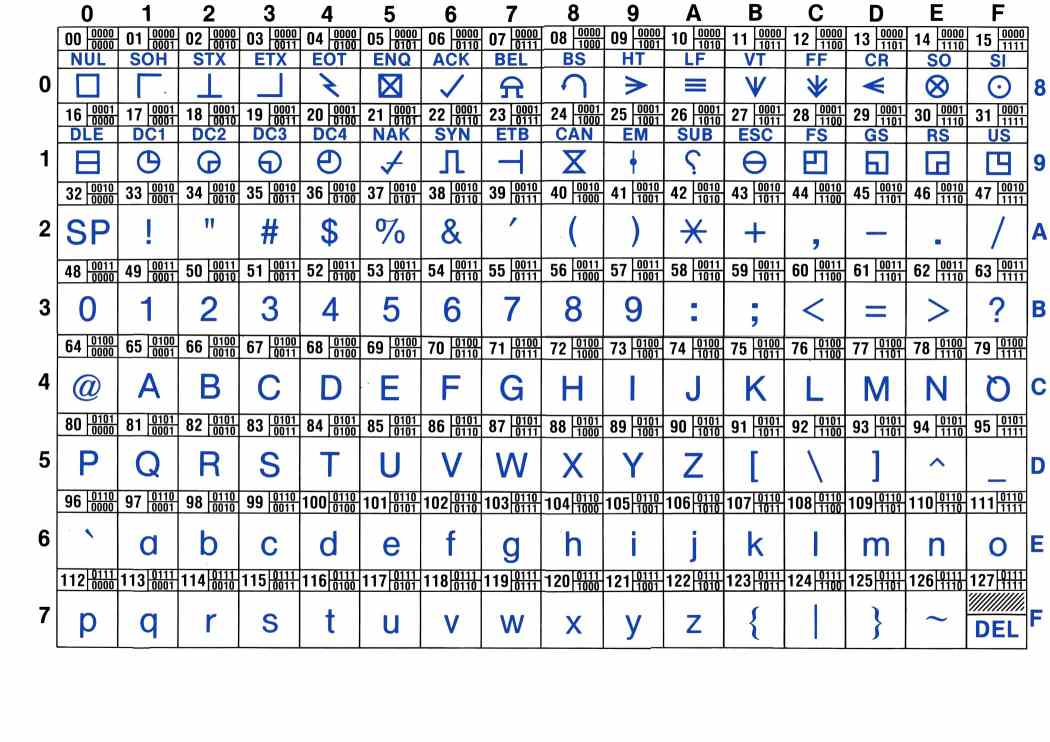 0 1 2 3 4 5 6 7 8 9 A B C D E F
00 0000 0000 01 0000 0001 02 0000 0010 03 0000 0011 04 0000 0100 05 0000 0101 06 0000 0110 07 0000 0111 08 0000 1000 09 0000 1001 10 0000 1010 11 0000 1011 12 0000 1100 13 0000 1101 14 0000 1110 15 0000 1111
NUL SOH STX ETX EOT ENQ ACK BEL BS HT LF VT FF CR SO SI
0 8
16 0001 0000 17 0001 0001 18 0001 0010 19 0001 0011 20 0001 0100 21 0001 0101 22 0001 0110 23 0001 0111 24 0001 1000 25 0001 1001 26 0001 1010 27 0001 1011 28 0001 1100 29 0001 1101 30 0001 1110 31 0001 1111
DLE DC1 DC2 DC3 DC4 NAK SYN ETB CAN EM SUB ESC FS GS RS US
1 9
32 0010 0000 33 0010 0001 34 0010 0010 35 0010 0011 36 0010 0100 37 0010 0101 38 0010 0110 39 0010 0111 40 0010 1000 41 0010 1001 42 0010 1010 43 0010 1011 44 0010 1100 45 0010 1101 46 0010 1110 47 0010 1111
2 SP ! " # $ % & ′ ( ) * + , − . / A
48 0011 0000 49 0011 0001 50 0011 0010 51 0011 0011 52 0011 0100 53 0011 0101 54 0011 0110 55 0011 0111 56 0011 1000 57 0011 1001 58 0011 1010 59 0011 1011 60 0011 1100 61 0011 1101 62 0011 1110 63 0011 1111
3 0 1 2 3 4 5 6 7 8 9 : ; < = > ? B
64 0100 0000 65 0100 0001 66 0100 0010 67 0100 0011 68 0100 0100 69 0100 0101 70 0100 0110 71 0100 0111 72 0100 1000 73 0100 1001 74 0100 1010 75 0100 1011 76 0100 1100 77 0100 1101 78 0100 1110 79 0100 1111
4 @ A B C D E F G H I J K L M N O C
80 0101 0000 81 0101 0001 82 0101 0010 83 0101 0011 84 0101 0100 85 0101 0101 86 0101 0110 87 0101 0111 88 0101 1000 89 0101 1001 90 0101 1010 91 0101 1011 92 0101 1100 93 0101 1101 94 0101 1110 95 0101 1111
5 P Q R S T U V W X Y Z [ \ ] ^ _ D
96 0110 0000 97 0110 0001 98 0110 0010 99 0110 0011 100 0110 0100 101 0110 0101 102 0110 0110 103 0110 0111 104 0110 1000 105 0110 1001 106 0110 1010 107 0110 1011 108 0110 1100 109 0110 1101 110 0110 1110 111 0110 1111
6 ` a b c d e f g h i j k l m n o E
112 0111 0000 113 0111 0001 114 0111 0010 115 0111 0011 116 0111 0100 117 0111 0101 118 0111 0110 119 0111 0111 120 0111 1000 121 0111 1001 122 0111 1010 123 0111 1011 124 0111 1100 125 0111 1101 126 0111 1110 127 0111 1111
7 p q r s t u v w x y z { | } ~ DEL F